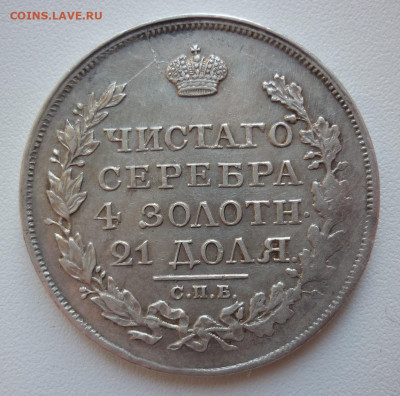 COINS.LAVE.RU
ЧИСТАГО
СЕРЕБРА
4 ЗОЛОТН.
21 ДОЛЯ.
С.П.Б.